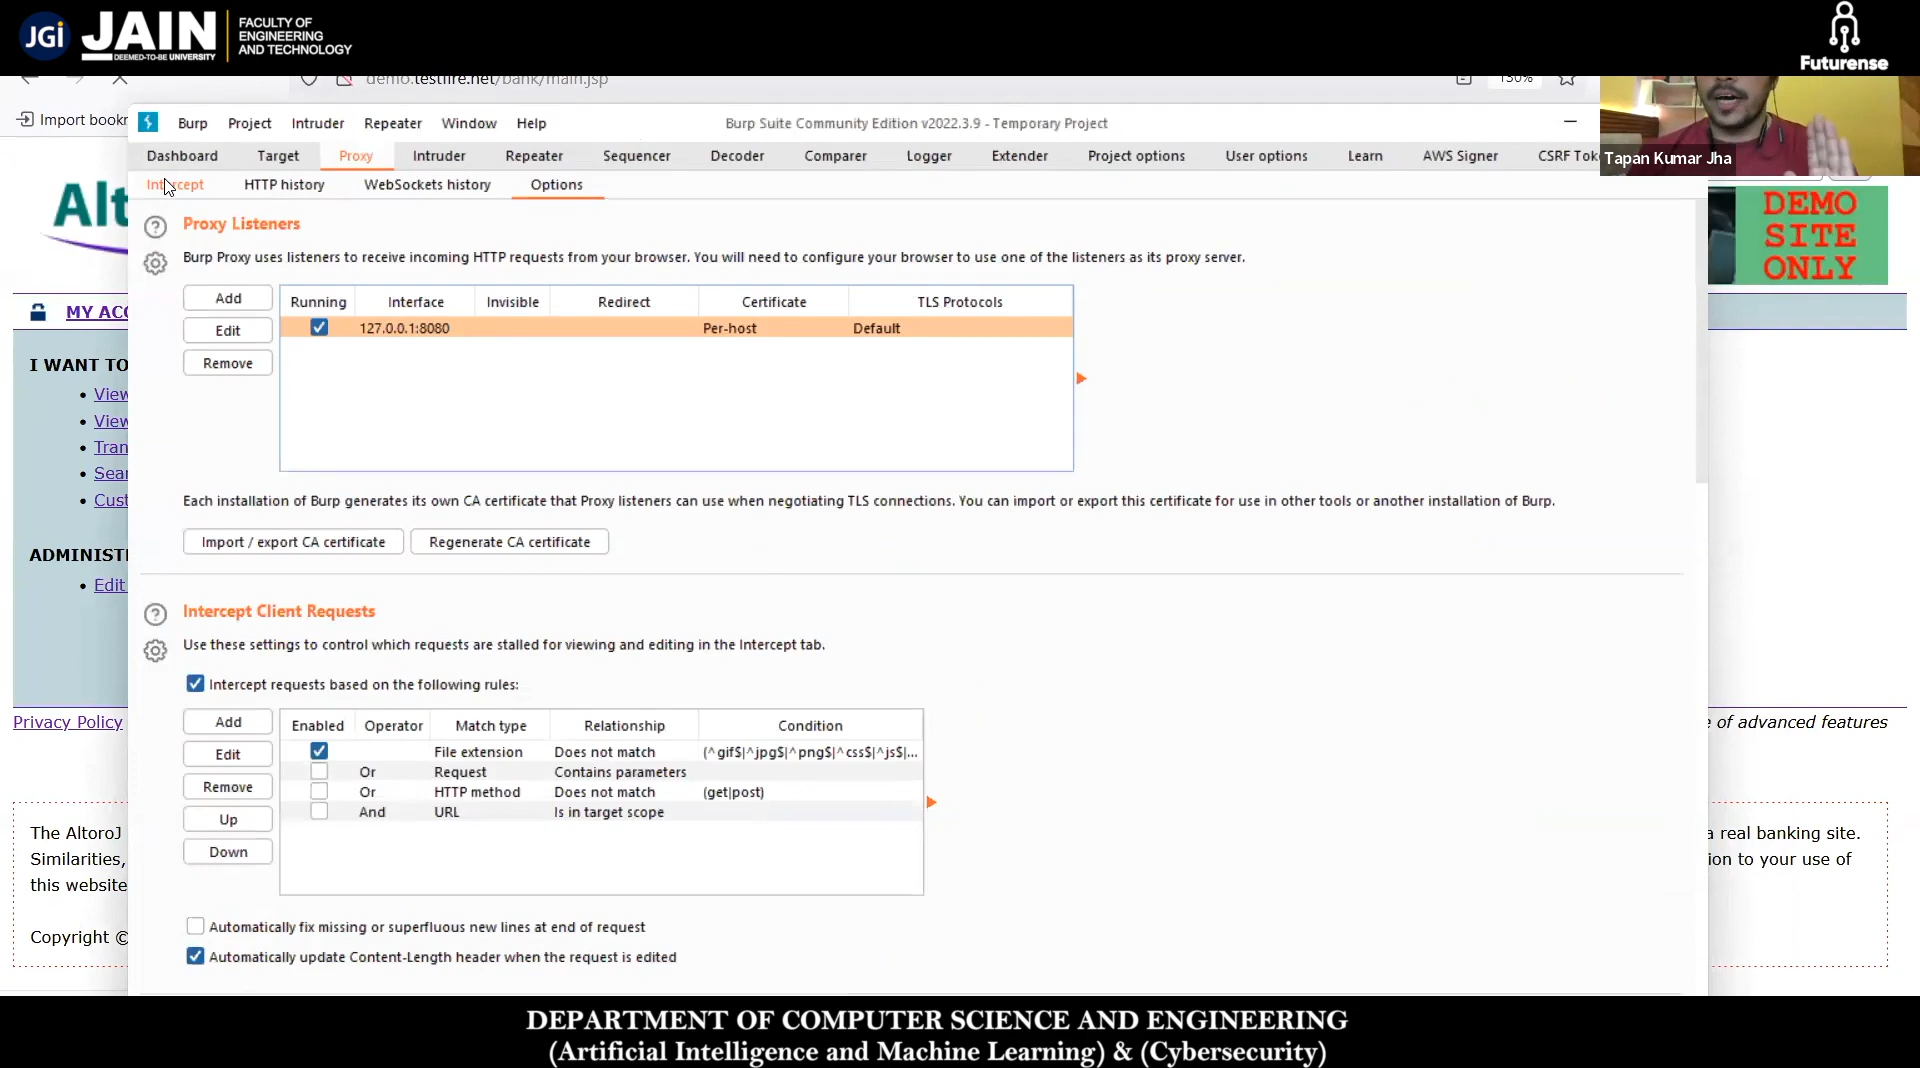 JGi JAIN DEEMED-TO-BE UNIVERSITY
FACULTY OF
ENGINEERING
AND TECHNOLOGY
Futurense
demo.testfire.net/bank/main.jsp
130%
Import bookr
Burp Project Intruder Repeater Window Help
Burp Suite Community Edition v2022.3.9 - Temporary Project
Dashboard Target Proxy Intruder Repeater Sequencer Decoder Comparer Logger Extender Project options User options Learn AWS Signer CSRF Tok
Tapan Kumar Jha
Intercept HTTP history WebSockets history Options
Alt
DEMO
SITE
ONLY
Proxy Listeners
Burp Proxy uses listeners to receive incoming HTTP requests from your browser. You will need to configure your browser to use one of the listeners as its proxy server.
Add
Edit
Remove
Running Interface Invisible Redirect Certificate TLS Protocols
127.0.0.1:8080 Per-host Default
MY ACC
I WANT TO
View
View
Tran
Sear
Cust
ADMINISTI
Edit
Each installation of Burp generates its own CA certificate that Proxy listeners can use when negotiating TLS connections. You can import or export this certificate for use in other tools or another installation of Burp.
Import / export CA certificate Regenerate CA certificate
Intercept Client Requests
Use these settings to control which requests are stalled for viewing and editing in the Intercept tab.
Intercept requests based on the following rules:
Add
Edit
Remove
Up
Down
Enabled Operator Match type Relationship Condition
File extension Does not match (^gif$|^jpg$|^png$|^css$|^js$|...
Or Request Contains parameters
Or HTTP method Does not match (get|post)
And URL Is in target scope
Automatically fix missing or superfluous new lines at end of request
Automatically update Content-Length header when the request is edited
Privacy Policy
e of advanced features
The AltoroJ
Similarities,
this website
a real banking site.
ion to your use of
Copyright ©
DEPARTMENT OF COMPUTER SCIENCE AND ENGINEERING
(Artificial Intelligence and Machine Learning) & (Cybersecurity)